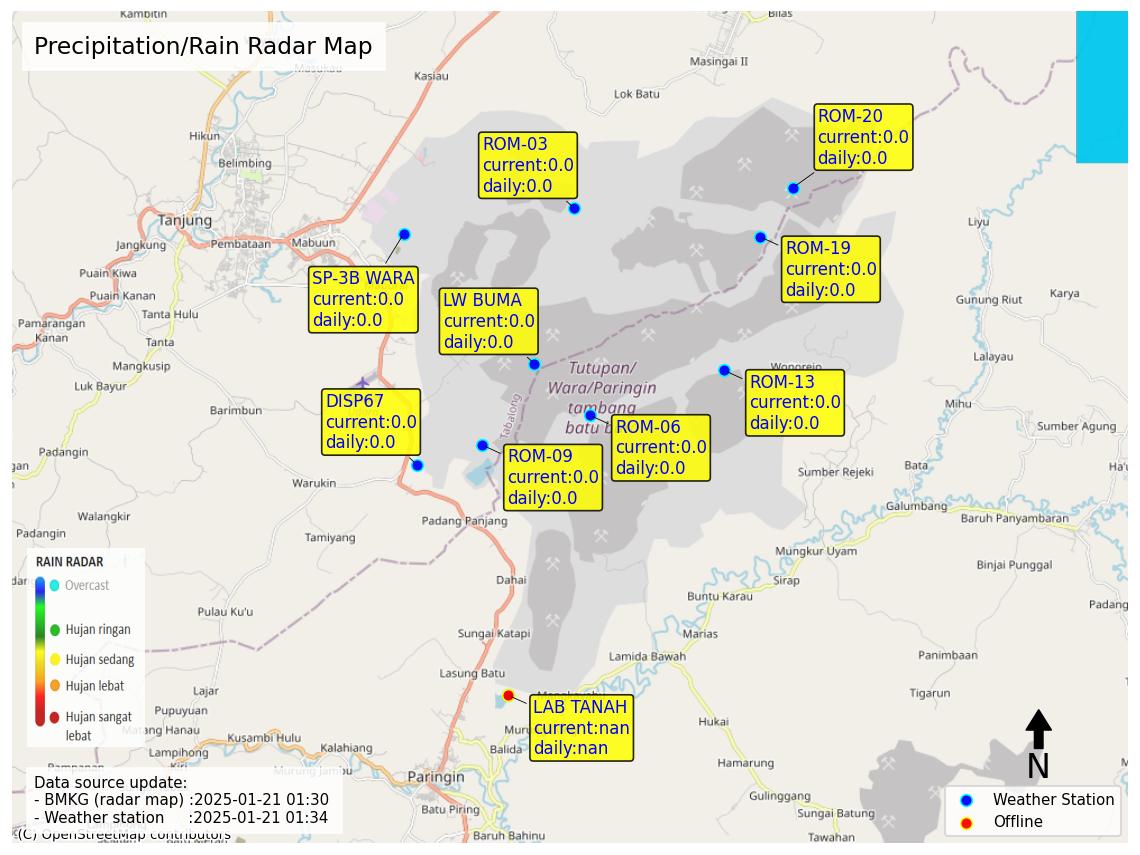 Kambitin
Bilas
Precipitation/Rain Radar Map
Masukau
Kasiau
Masingai II
Lok Batu
Hikun
Belimbing
Tanjung
Jangkung
Pembataan
Mabuun
Puain Kiwa
Puain Kanan
Tanta Hulu
Pamarangan
Kanan
Tanta
Mangkusip
Luk Bayur
Barimbun
Padangin
Warukin
Walangkir
Padangin
Tamiyang
Padang Panjang
Dahai
Pulau Ku'u
Sungai Katapi
Lasung Batu
Lajar
Pupuyuan
Matang Hanau
Kusambi Hulu
Lampihong
Kalahiang
Murung Jambu
Paringin
Batu Piring
Balida
Baruh Bahinu
Liyu
Gunung Riut
Karya
Lalayau
Wonorejo
Mihu
Sumber Agung
Bata
Sumber Rejeki
Galumbang
Baruh Panyambaran
Mungkur Uyam
Binjai Punggal
Sirap
Buntu Karau
Padang
Marias
Lamida Bawah
Panimbaan
Tigarun
Hukai
Hamarung
Gulinggang
Sungai Batung
Tawahan
Tabalong
Tutupan/
Wara/Paringin
tambang
batu
ROM-03
current:0.0
daily:0.0
ROM-20
current:0.0
daily:0.0
ROM-19
current:0.0
daily:0.0
SP-3B WARA
current:0.0
daily:0.0
LW BUMA
current:0.0
daily:0.0
ROM-13
current:0.0
daily:0.0
DISP67
current:0.0
daily:0.0
ROM-06
current:0.0
daily:0.0
ROM-09
current:0.0
daily:0.0
LAB TANAH
current:nan
daily:nan
RAIN RADAR
Overcast
Hujan ringan
Hujan sedang
Hujan lebat
Hujan sangat
lebat
Data source update:
- BMKG (radar map) :2025-01-21 01:30
- Weather station :2025-01-21 01:34
(C) OpenStreetMap contributors
N
Weather Station
Offline